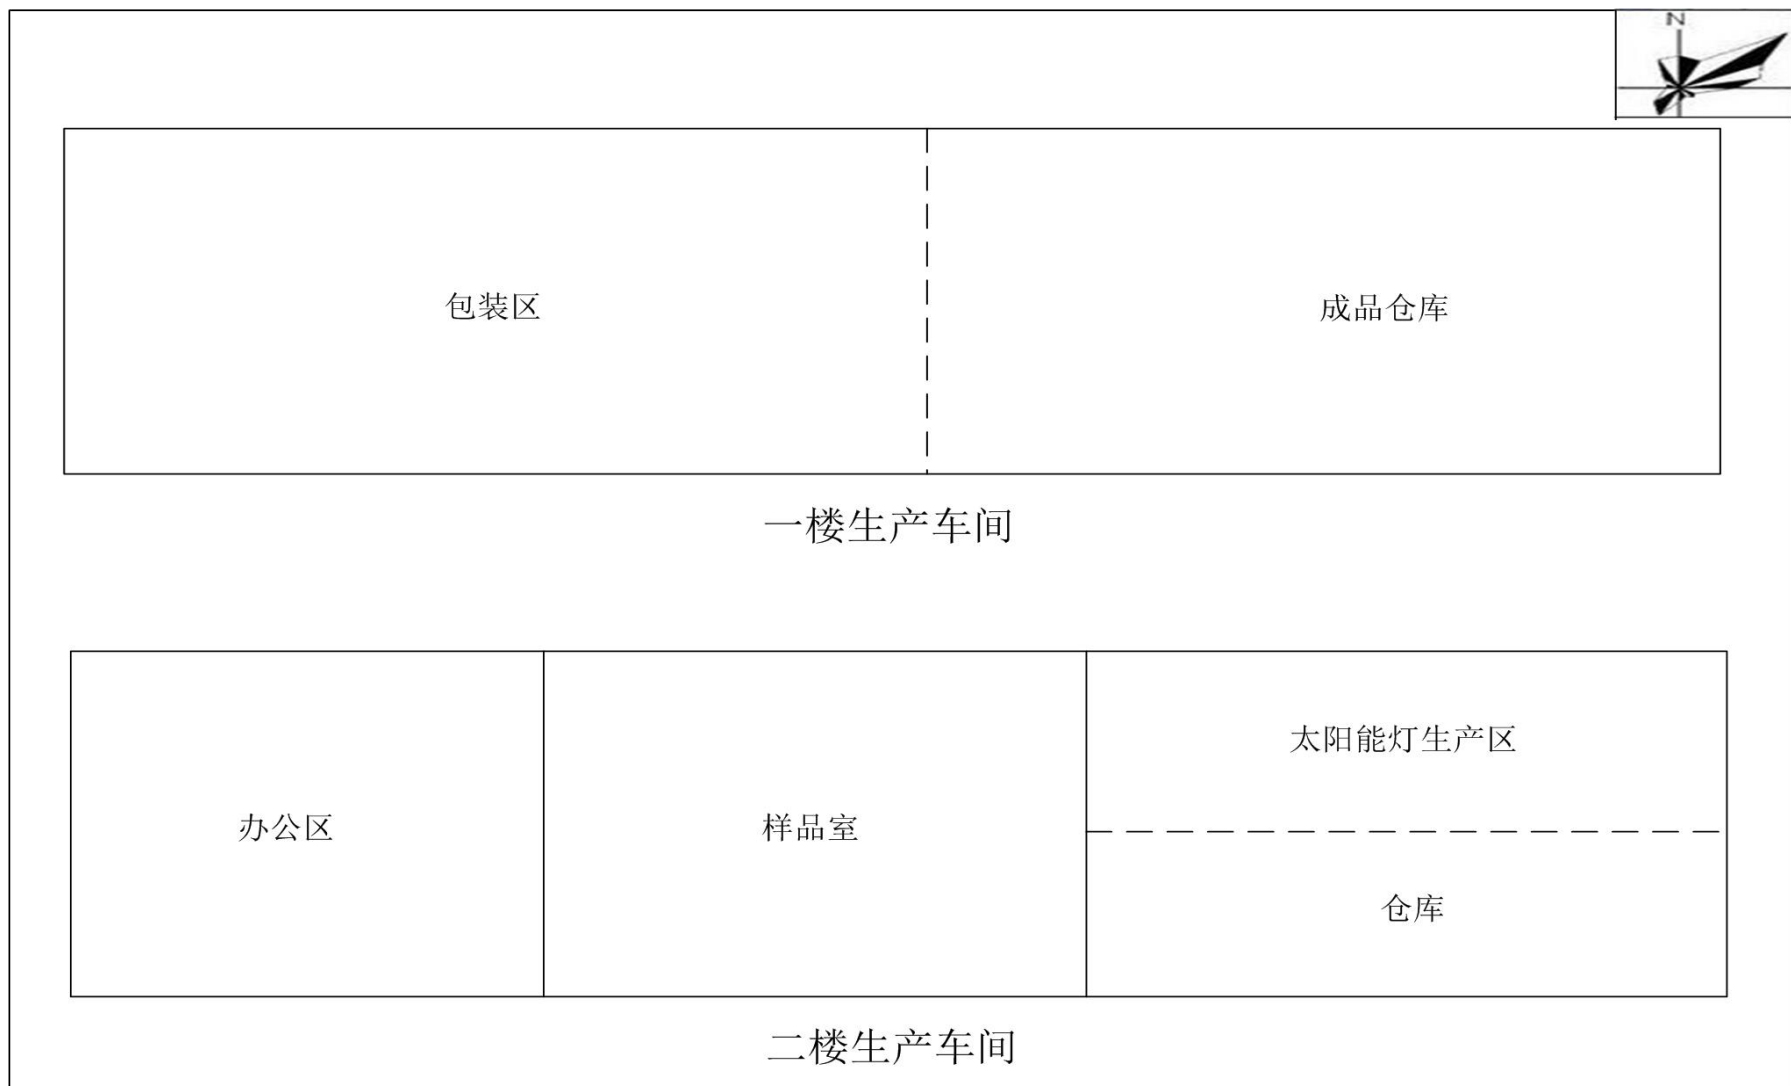 N
包装区
成品仓库
一楼生产车间
太阳能灯生产区
办公区
样品室
仓库
二楼生产车间